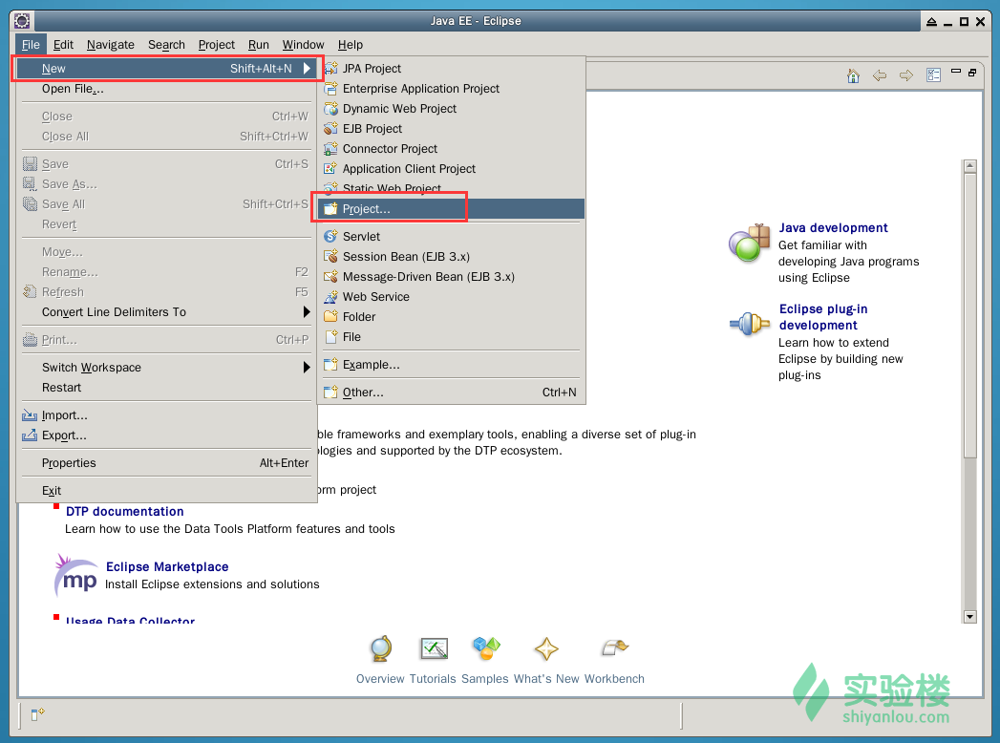 Java EE - Eclipse
File Edit Navigate Search Project Run Window Help
New Shift+Alt+N
Open File...
Close Ctrl+W
Close All Shift+Ctrl+W
Save Ctrl+S
Save As...
Save All Shift+Ctrl+S
Revert
Move...
Rename... F2
Refresh F5
Convert Line Delimiters To
Print... Ctrl+P
Switch Workspace
Restart
Import...
Export...
Properties Alt+Enter
Exit
JPA Project
Enterprise Application Project
Dynamic Web Project
EJB Project
Connector Project
Application Client Project
Static Web Project
Project...
Servlet
Session Bean (EJB 3.x)
Message-Driven Bean (EJB 3.x)
Web Service
Folder
File
Example...
Other... Ctrl+N
Java development
Get familiar with
developing Java programs
using Eclipse
Eclipse plug-in
development
Learn how to extend
Eclipse by building new
plug-ins
ble frameworks and exemplary tools, enabling a diverse set of plug-in
logies and supported by the DTP ecosystem.
orm project
DTP documentation
Learn how to use the Data Tools Platform features and tools
mp
Eclipse Marketplace
Install Eclipse extensions and solutions
Usage Data Collector
Overview Tutorials Samples What's New Workbench
实验楼
shiyanlou.com